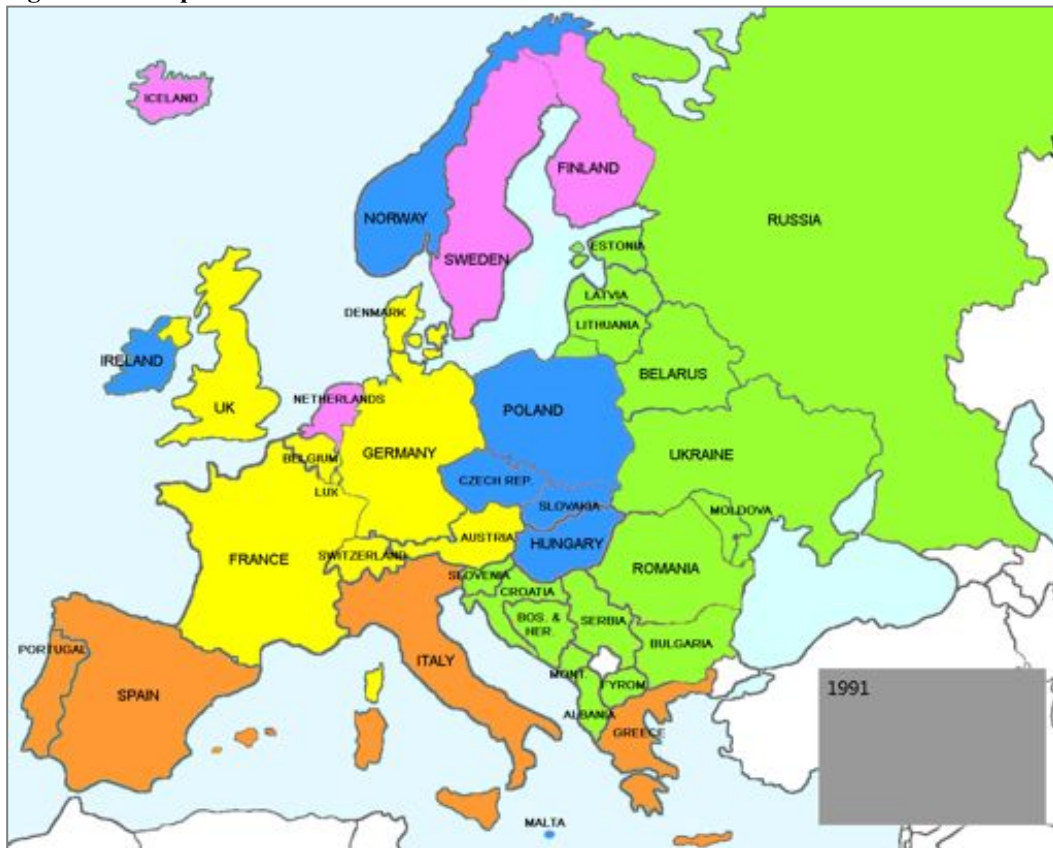 ICELAND
FINLAND
NORWAY
RUSSIA
SWEDEN
ESTONIA
LATVIA
DENMARK
LITHUANIA
IRELAND
BELARUS
NETHERLANDS
UK
POLAND
GERMANY
UKRAINE
BELGIUM
CZECH REP.
LUX
SLOVAKIA
MOLDOVA
AUSTRIA
HUNGARY
FRANCE
SWITZERLAND
ROMANIA
SLOVENIA
CROATIA
BOS. &
HER.
SERBIA
BULGARIA
PORTUGAL
ITALY
MONT.
SPAIN
FYROM
1991
ALBANIA
GREECE
MALTA